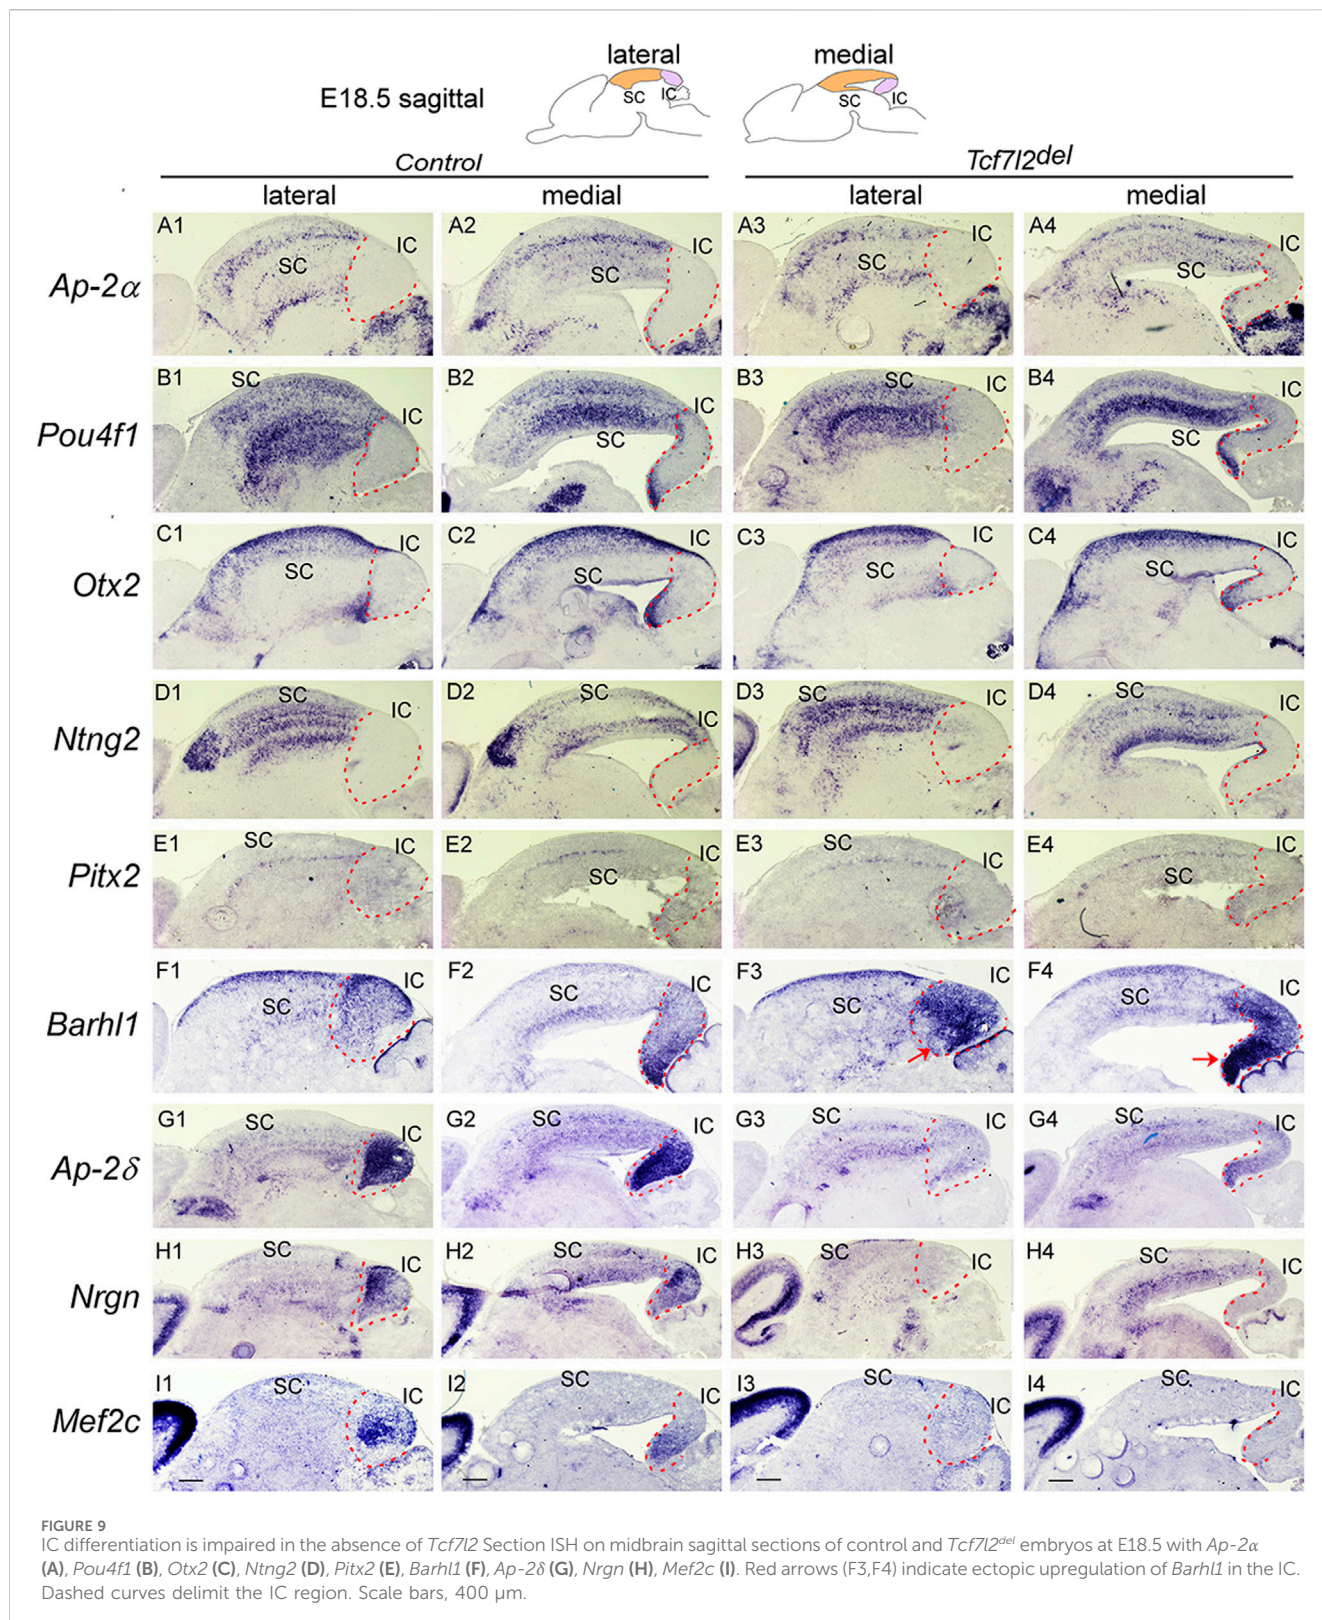 lateral medial
SC IC SC IC
E18.5 sagittal
Control Tcf7l2del
lateral medial lateral medial
Ap-2α
A1 SC IC A2 SC IC A3 SC IC A4 SC IC
Pou4f1
B1 SC IC B2 SC IC B3 SC IC B4 SC IC
Otx2
C1 SC IC C2 SC IC C3 SC IC C4 SC IC
Ntng2
D1 SC IC D2 SC IC D3 SC IC D4 SC IC
Pitx2
E1 SC IC E2 SC IC E3 SC IC E4 SC IC
Barhl1
F1 SC IC F2 SC IC F3 SC IC F4 SC IC
Ap-2δ
G1 SC IC G2 SC IC G3 SC IC G4 SC IC
Nrgn
H1 SC IC H2 SC IC H3 SC IC H4 SC IC
Mef2c
I1 SC IC I2 SC IC I3 SC IC I4 SC IC
FIGURE 9
IC differentiation is impaired in the absence of Tcf7l2 Section ISH on midbrain sagittal sections of control and Tcf7l2del embryos at E18.5 with Ap-2α
(A), Pou4f1 (B), Otx2 (C), Ntng2 (D), Pitx2 (E), Barhl1 (F), Ap-2δ (G), Nrgn (H), Mef2c (I). Red arrows (F3,F4) indicate ectopic upregulation of Barhl1 in the IC.
Dashed curves delimit the IC region. Scale bars, 400 μm.